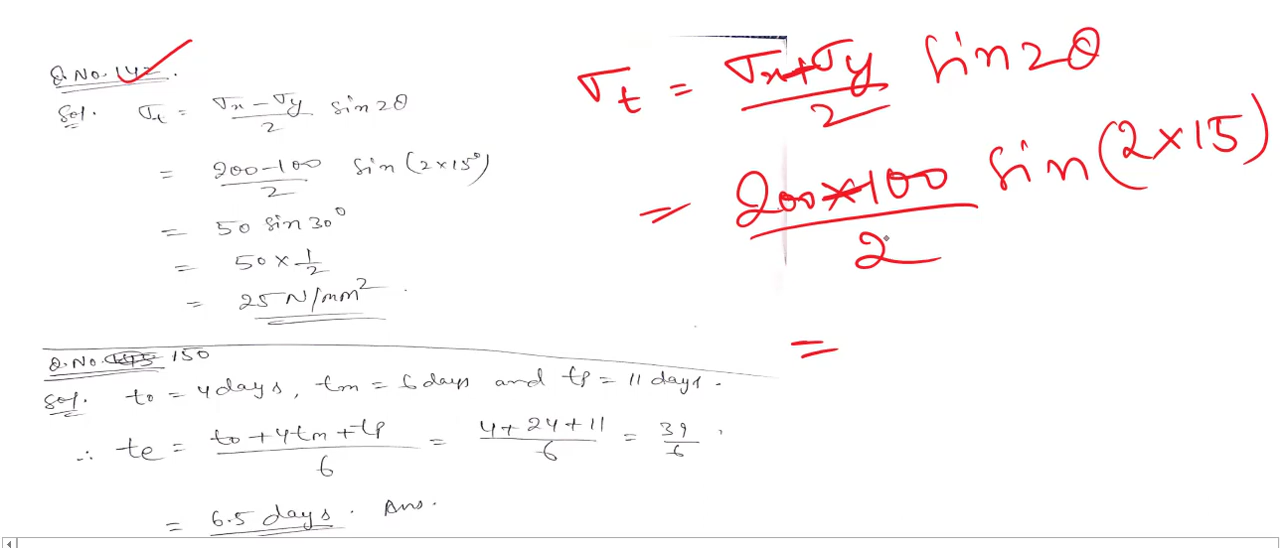 Q.No. 142.
Sol. σt = σx - σy / 2 sin 2θ
= 200-100 / 2 sin (2×15°)
= 50 sin 30°
= 50 × 1/2
= 25 N/mm².
Q.No. 150
Sol. to = 4 days, tm = 6 days and tp = 11 days.
∴ te = to + 4tm + tp / 6 = 4 + 24 + 11 / 6 = 39 / 6
= 6.5 days. Ans.
σt = σx+σy / 2 sin 2θ
= 200×100 / 2 sin (2×15)
=